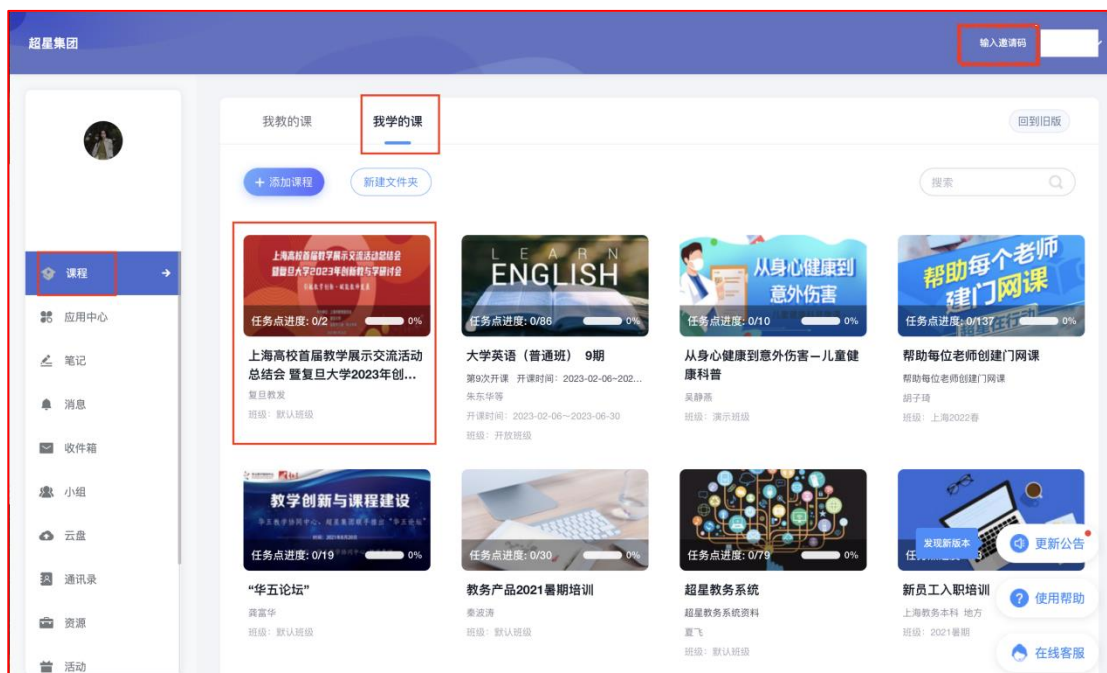 超星集团
输入邀请码
我教的课
我学的课
回到旧版
+ 添加课程
新建文件夹
搜索
课程
应用中心
笔记
消息
收件箱
小组
云盘
通讯录
资源
活动
上海高校首届教学展示交流活动总结会
暨复旦大学2023年创新教与学研讨会
任务点进度: 0/2 0%
上海高校首届教学展示交流活动
总结会 暨复旦大学2023年创...
复旦教发
班级：默认班级
LEARN
ENGLISH
任务点进度: 0/86 0%
大学英语（普通班） 9期
第9次开课 开课时间：2023-02-06~202...
朱东华等
开课时间：2023-02-06～2023-06-30
班级：开放班级
从身心健康到
意外伤害
任务点进度: 0/10 0%
从身心健康到意外伤害—儿童健
康科普
吴静燕
班级：演示班级
帮助每个老师
建门网课
任务点进度: 0/137 0%
帮助每位老师创建门网课
帮助每位老师创建门网课
胡子琦
班级：上海2022春
教学创新与课程建设
任务点进度: 0/19 0%
“华五论坛”
龚富华
班级：默认班级
任务点进度: 0/30 0%
教务产品2021暑期培训
秦波涛
班级：默认班级
任务点进度: 0/79 0%
超星教务系统
超星教务系统资料
夏飞
班级：默认班级
新员工入职培训
上海教务本科 地方
班级：2021暑期
发现新版本
更新公告
使用帮助
在线客服